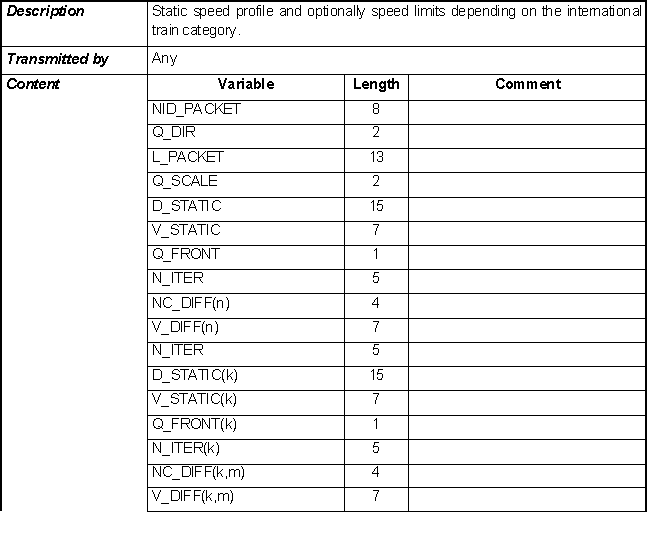 Description Static speed profile and optionally speed limits depending on the international
train category.
Transmitted by Any
Content Variable Length Comment
NID_PACKET 8
Q_DIR 2
L_PACKET 13
Q_SCALE 2
D_STATIC 15
V_STATIC 7
Q_FRONT 1
N_ITER 5
NC_DIFF(n) 4
V_DIFF(n) 7
N_ITER 5
D_STATIC(k) 15
V_STATIC(k) 7
Q_FRONT(k) 1
N_ITER(k) 5
NC_DIFF(k,m) 4
V_DIFF(k,m) 7